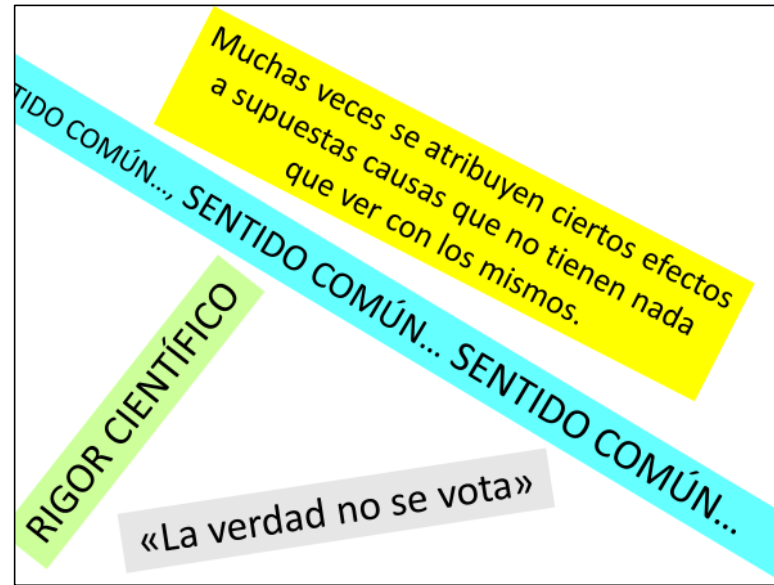 Muchas veces se atribuyen ciertos efectos
a supuestas causas que no tienen nada
que ver con los mismos.
TIDO COMÚN..., SENTIDO COMÚN... SENTIDO COMÚN...
RIGOR CIENTÍFICO
«La verdad no se vota»